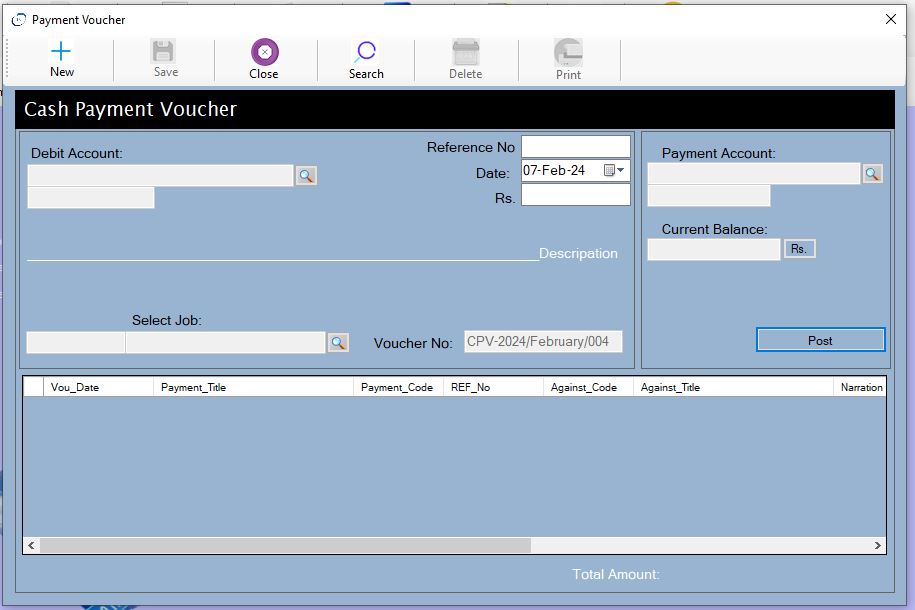 Payment Voucher
New
Save
Close
Search
Delete
Print
Cash Payment Voucher
Debit Account:
Reference No
Date: 07-Feb-24
Rs.
Payment Account:
Current Balance:
Rs.
Descripation
Select Job:
Voucher No: CPV-2024/February/004
Post
Vou_Date Payment_Title Payment_Code REF_No Against_Code Against_Title Narration
Total Amount: